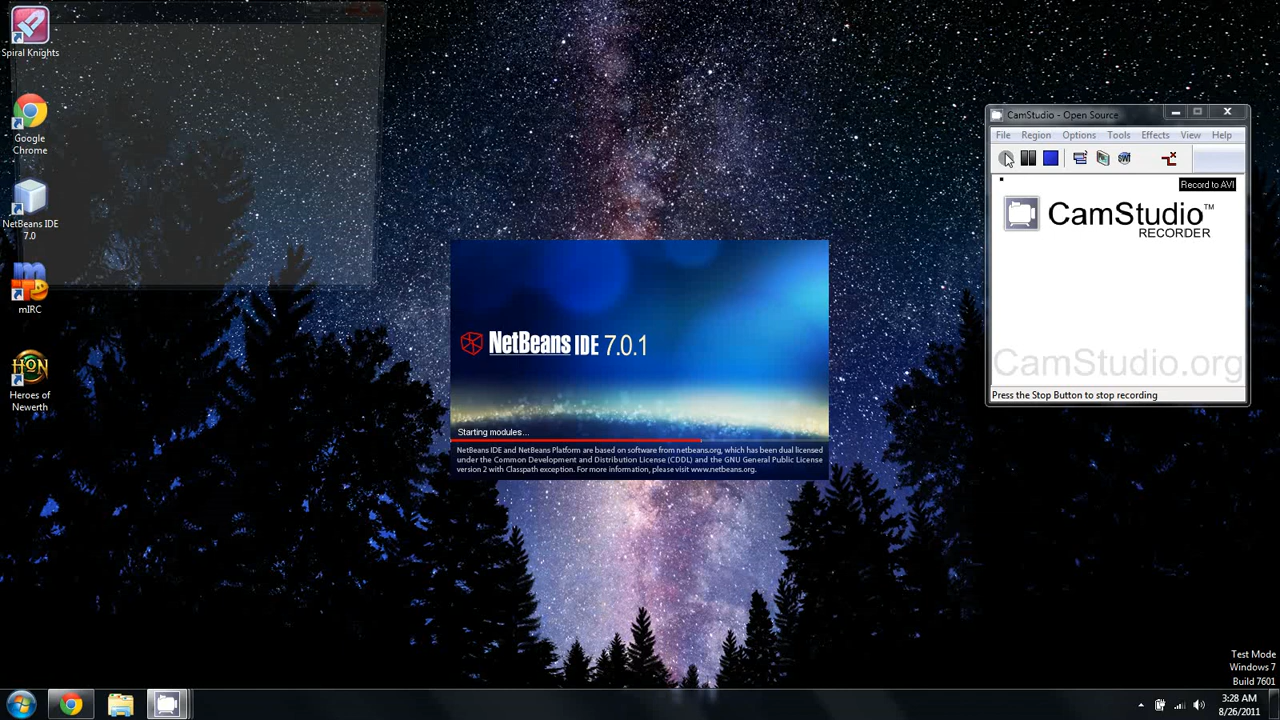 Spiral Knights
Google
Chrome
NetBeans IDE
7.0
mIRC
HON
Heroes of
Newerth
NetBeans IDE 7.0.1
Starting modules...
NetBeans IDE and NetBeans Platform are based on software from netbeans.org, which has been dual licensed
under the Common Development and Distribution License (CDDL) and the GNU General Public License
version 2 with Classpath exception. For more information, please visit www.netbeans.org.
CamStudio - Open Source
File Region Options Tools Effects View Help
SWF
Record to AVI
CamStudio™
RECORDER
CamStudio.org
Press the Stop Button to stop recording
Test Mode
Windows 7
Build 7601
3:28 AM
8/26/2011